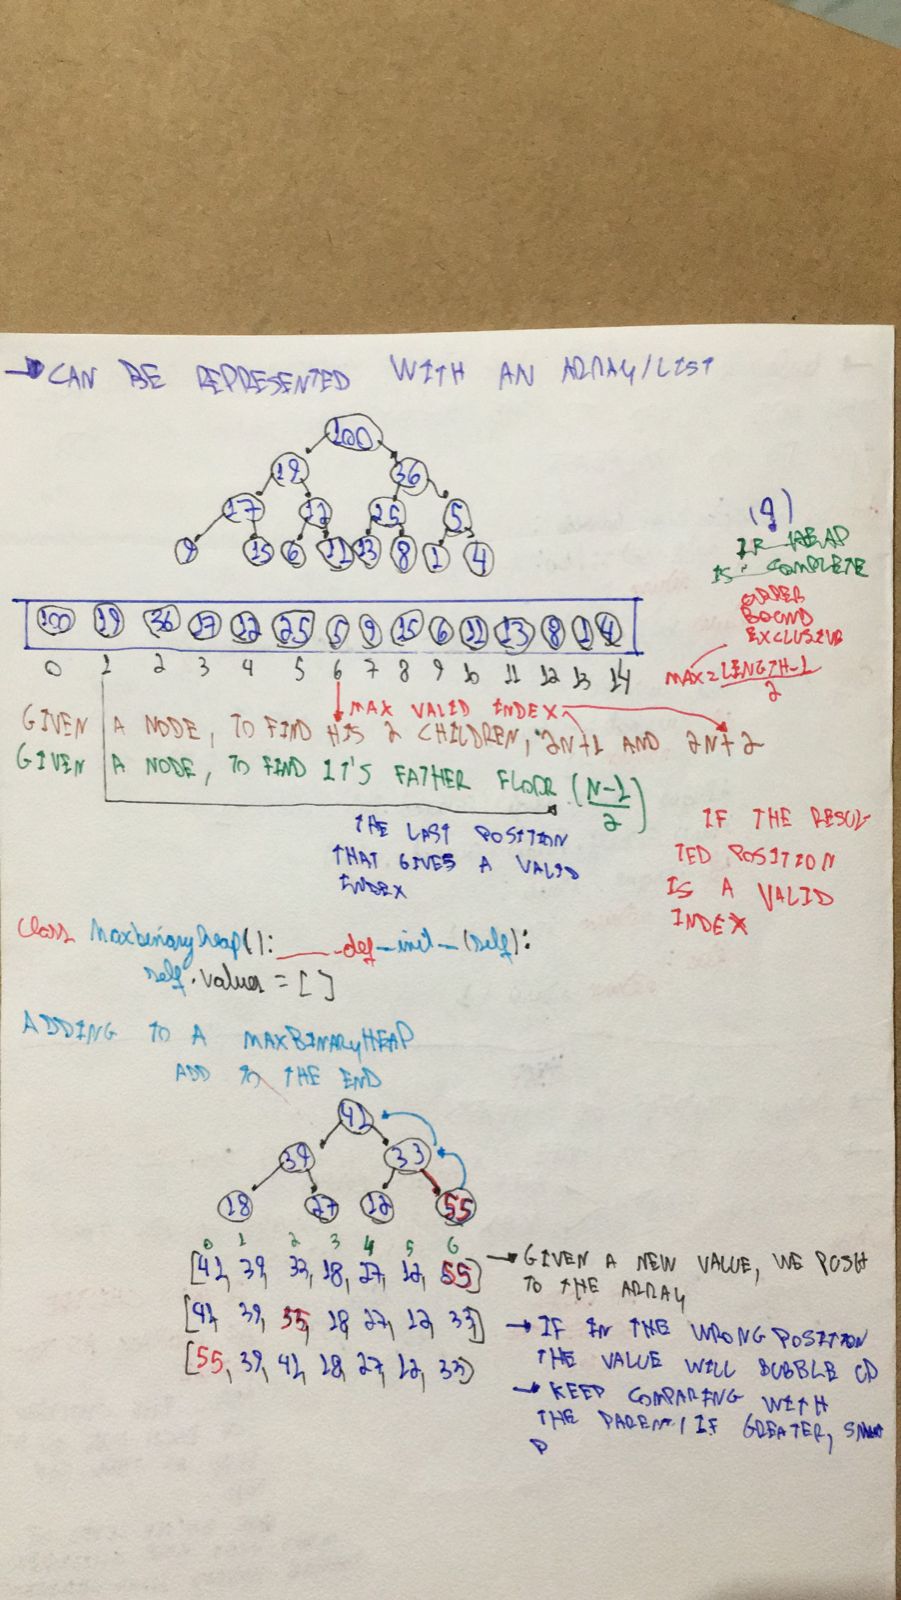 → CAN BE REPRESENTED WITH AN ARRAY/LIST
100
19 36
17 12 25 5
9 15 6 11 13 8 1 4
IF HEAP
IS COMPLETE
UPPER
BOUND
EXCLUSIVE
MAX = LENGTH-1
2
100 19 36 17 12 25 5 9 15 6 11 13 8 1 4
0 1 2 3 4 5 6 7 8 9 10 11 12 13 14
MAX VALID INDEX
GIVEN A NODE, TO FIND HIS 2 CHILDREN, 2N+1 AND 2N+2
GIVEN A NODE, TO FIND IT'S FATHER FLOOR (N-1
2)
THE LAST POSITION
THAT GIVES A VALID
INDEX
IF THE RESUL
TED POSITION
IS A VALID
INDEX
class Maxbinaryheap(): __def_init_(self):
self.values = []
ADDING TO A MAXBINARYHEAP
ADD TO THE END
41
39 33
18 27 12 55
0 1 2 3 4 5 6
[41, 39, 33, 18, 27, 12, 55]
[41, 39, 55, 18, 27, 12, 33]
[55, 39, 41, 18, 27, 12, 33]
→ GIVEN A NEW VALUE, WE PUSH
TO THE ARRAY
→ IF IN THE WRONG POSITION
THE VALUE WILL BUBBLE UP
→ KEEP COMPARING WITH
THE PARENT/IF GREATER,